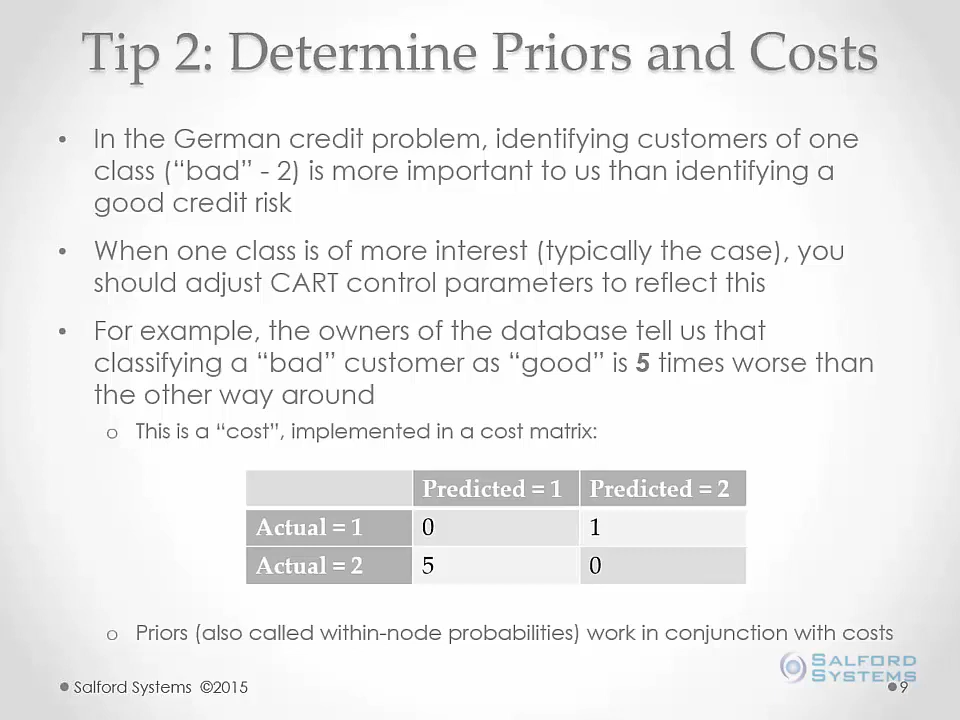 Tip 2: Determine Priors and Costs
• In the German credit problem, identifying customers of one
class (“bad” - 2) is more important to us than identifying a
good credit risk
• When one class is of more interest (typically the case), you
should adjust CART control parameters to reflect this
• For example, the owners of the database tell us that
classifying a “bad” customer as “good” is 5 times worse than
the other way around
o This is a “cost”, implemented in a cost matrix:
Predicted = 1 Predicted = 2
Actual = 1 0 1
Actual = 2 5 0
o Priors (also called within-node probabilities) work in conjunction with costs
SALFORD
SYSTEMS
• Salford Systems ©2015 • 9